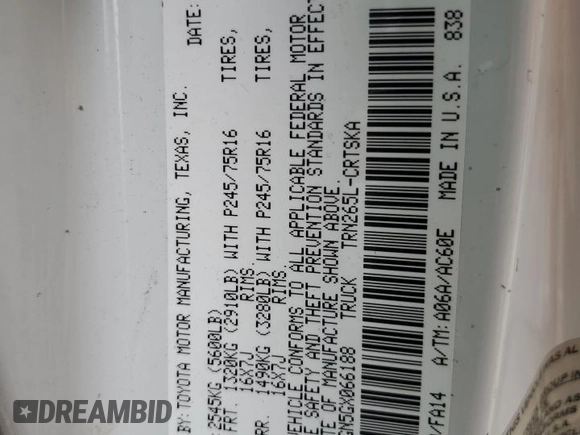 BY: TOYOTA MOTOR MANUFACTURING, TEXAS, INC. DATE:
: 2545KG (5600LB)
FRT. 1320KG (2910LB) WITH P245/75R16 TIRES,
16X7J RIMS
RR. 1490KG (3280LB) WITH P245/75R16 TIRES,
16X7J RIMS
VEHICLE CONFORMS TO ALL APPLICABLE FEDERAL MOTOR
SAFETY AND THEFT PREVENTION STANDARDS IN EFFECT
OF MANUFACTURE SHOWN ABOVE.
GN5GX066188 TRUCK TRN265L-CRTSKA
/FA14 A/TM:A06A/AC60E MADE IN U.S.A. 838
DREAMBID